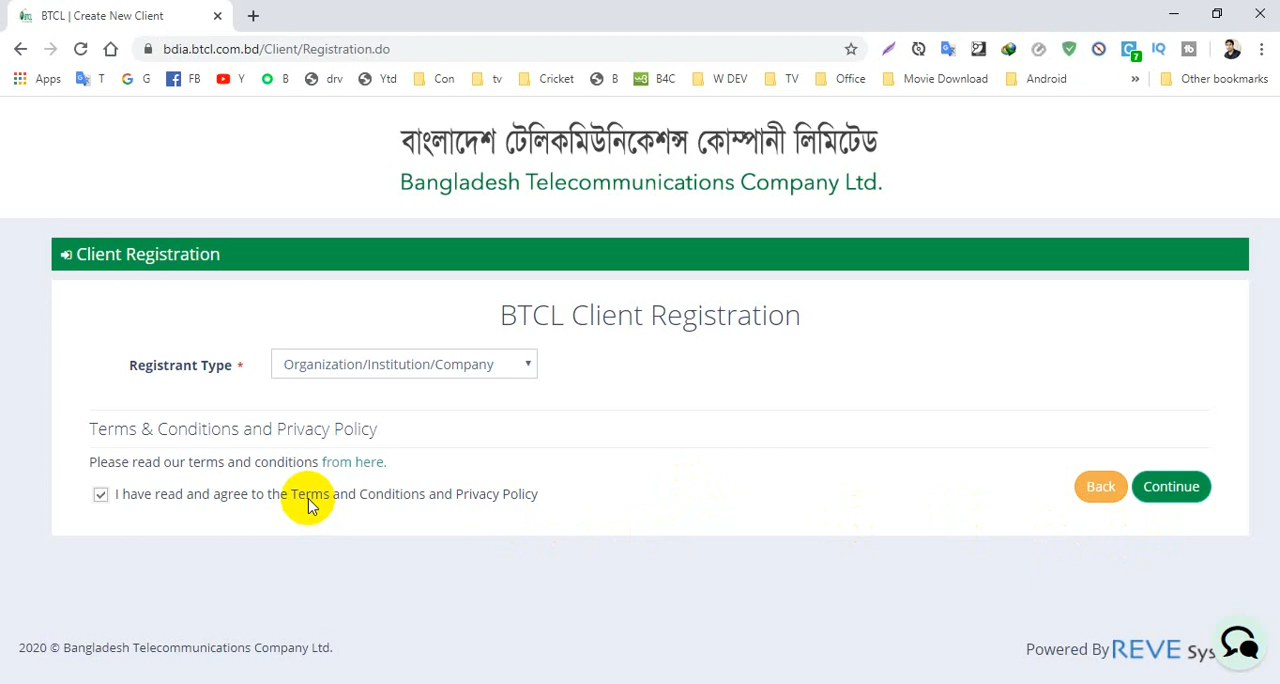 BTCL | Create New Client
bdia.btcl.com.bd/Client/Registration.do
7
IQ
Apps T G FB Y B drv Ytd Con tv Cricket B B4C W DEV TV Office Movie Download Android » Other bookmarks
বাংলাদেশ টেলিকমিউনিকেশন্স কোম্পানী লিমিটেড
Bangladesh Telecommunications Company Ltd.
Client Registration
BTCL Client Registration
Registrant Type * Organization/Institution/Company
Terms & Conditions and Privacy Policy
Please read our terms and conditions from here.
I have read and agree to the Terms and Conditions and Privacy Policy
Back Continue
2020 © Bangladesh Telecommunications Company Ltd.
Powered By REVE Sys